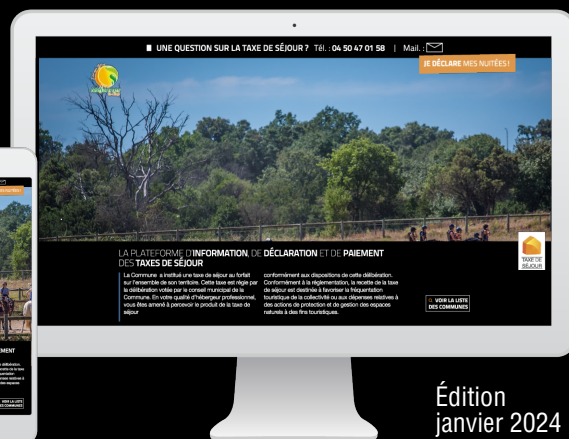 UNE QUESTION SUR LA TAXE DE SÉJOUR ? Tél. : 04 50 47 01 58 | Mail. :
JE DÉCLARE MES NUITÉES !
LA PLATEFORME D'INFORMATION, DE DÉCLARATION ET DE PAIEMENT
DES TAXES DE SÉJOUR
La Commune a institué une taxe de séjour au forfait
sur l'ensemble de son territoire. Cette taxe est régie par
la délibération votée par le conseil municipal de la
Commune. En votre qualité d'hébergeur professionnel,
vous êtes amené à percevoir le produit de la taxe de
séjour
conformément aux dispositions de cette délibération.
Conformément à la réglementation, la recette de la taxe
de séjour est destinée à favoriser la fréquentation
touristique de la collectivité ou aux dépenses relatives à
des actions de protection et de gestion des espaces
naturels à des fins touristiques.
TAXE DE
SÉJOUR
VOIR LA LISTE
DES COMMUNES
VOIR LA LISTE
DES COMMUNES
Édition
janvier 2024